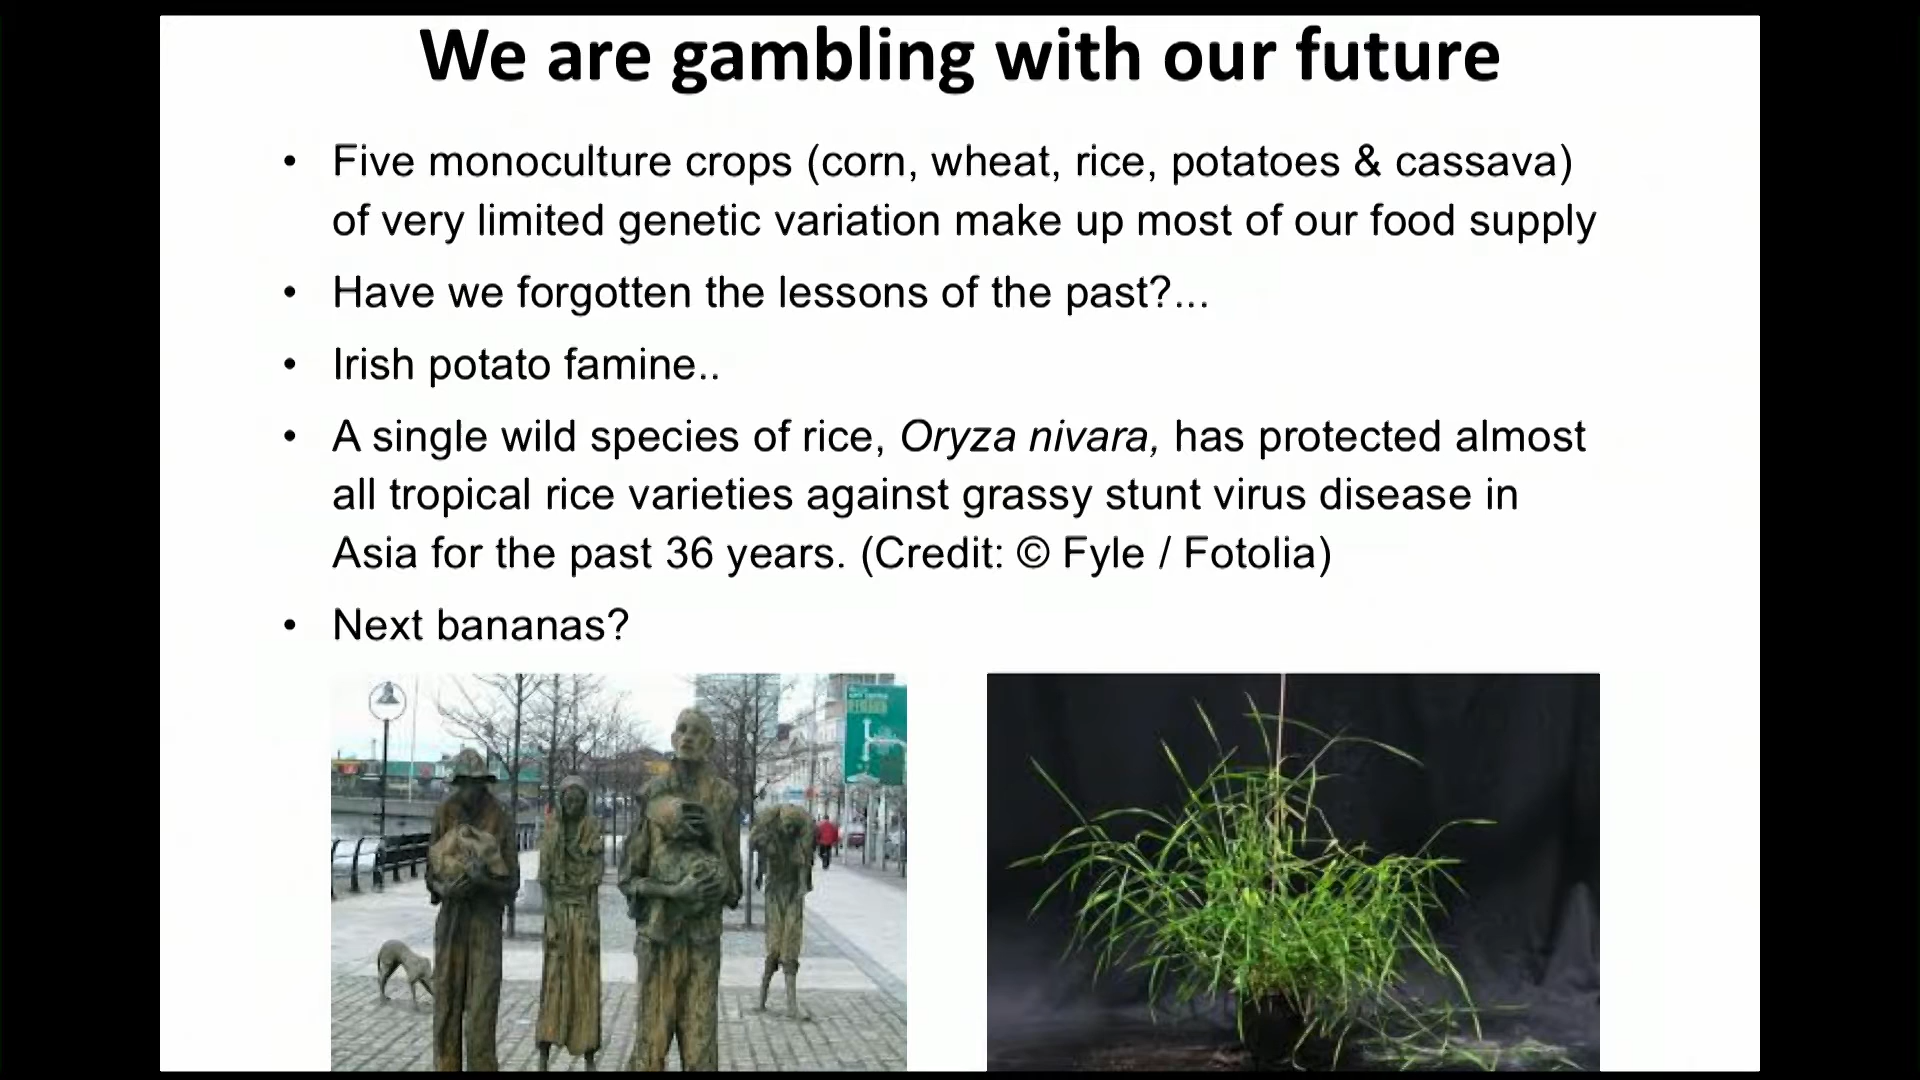 We are gambling with our future
• Five monoculture crops (corn, wheat, rice, potatoes & cassava)
of very limited genetic variation make up most of our food supply
• Have we forgotten the lessons of the past?...
• Irish potato famine..
• A single wild species of rice, Oryza nivara, has protected almost
all tropical rice varieties against grassy stunt virus disease in
Asia for the past 36 years. (Credit: © Fyle / Fotolia)
• Next bananas?